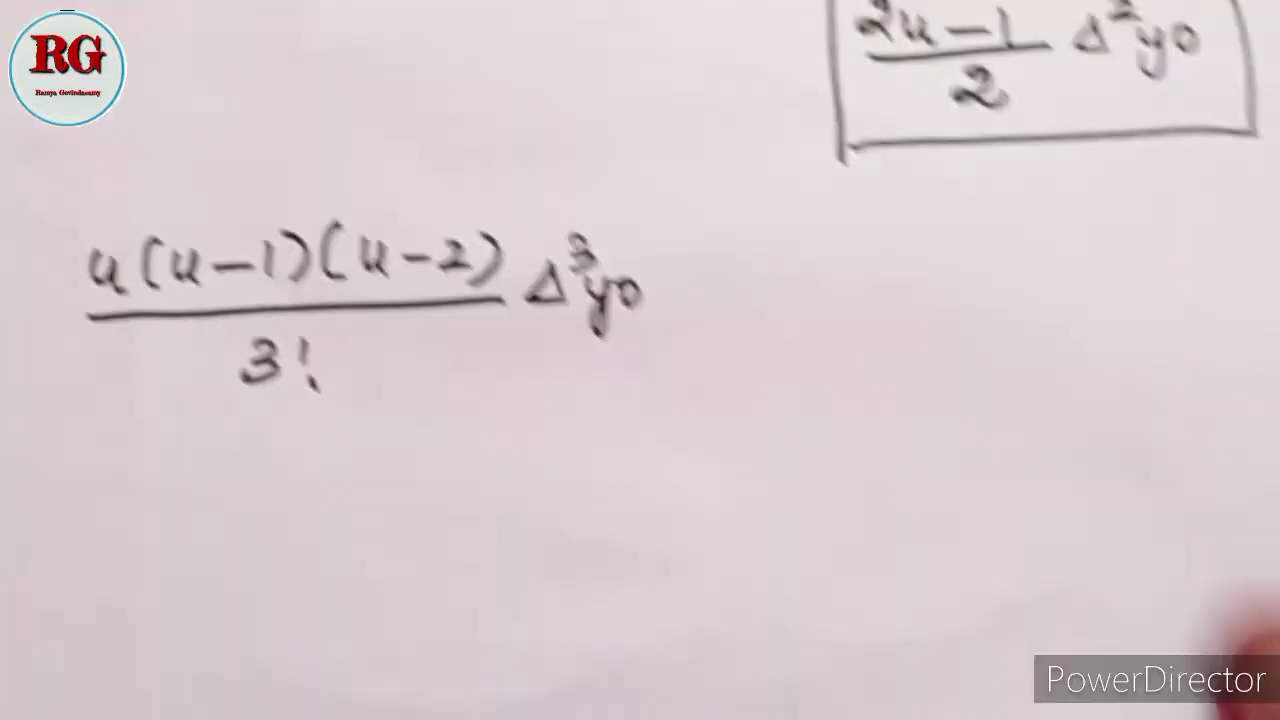 RG
Ramya Govindasamy
2u-1/2 Δ²y0
u(u-1)(u-2)/3! Δ³y0
PowerDirector